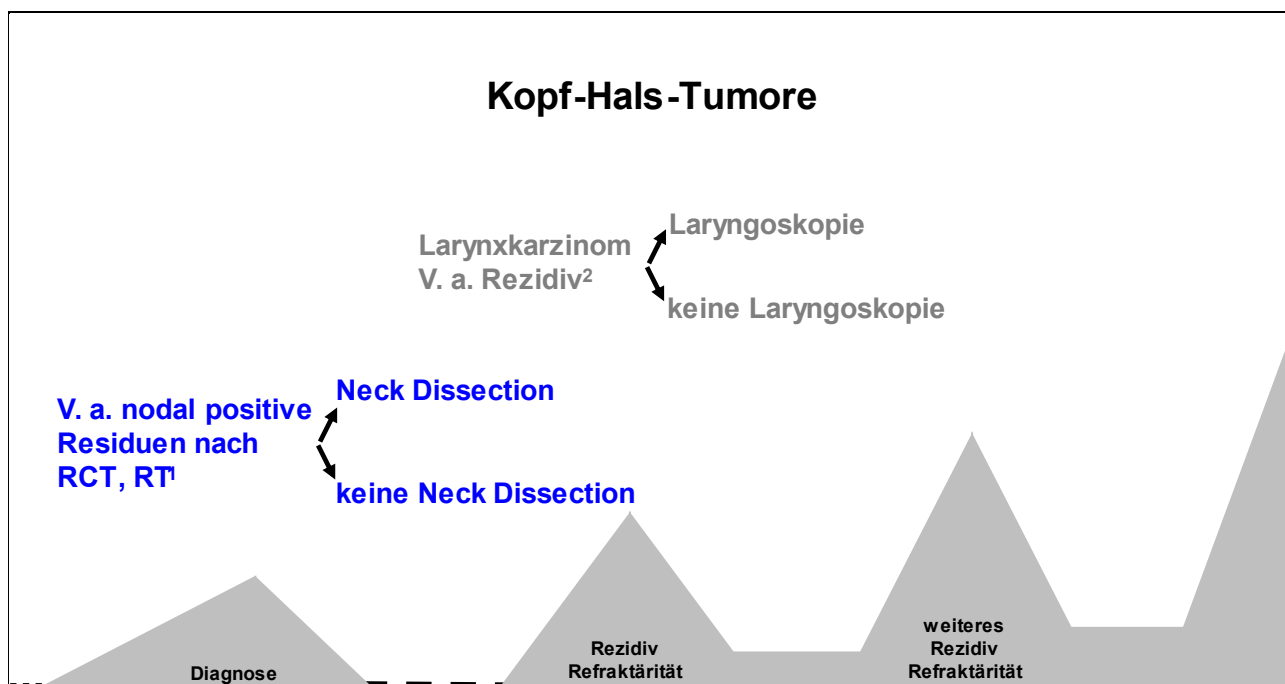 Kopf-Hals-Tumore
Larynxkarzinom
V. a. Rezidiv²
Laryngoskopie
keine Laryngoskopie
V. a. nodal positive
Residuen nach
RCT, RT¹
Neck Dissection
keine Neck Dissection
Diagnose
Rezidiv
Refraktärität
weiteres
Rezidiv
Refraktärität